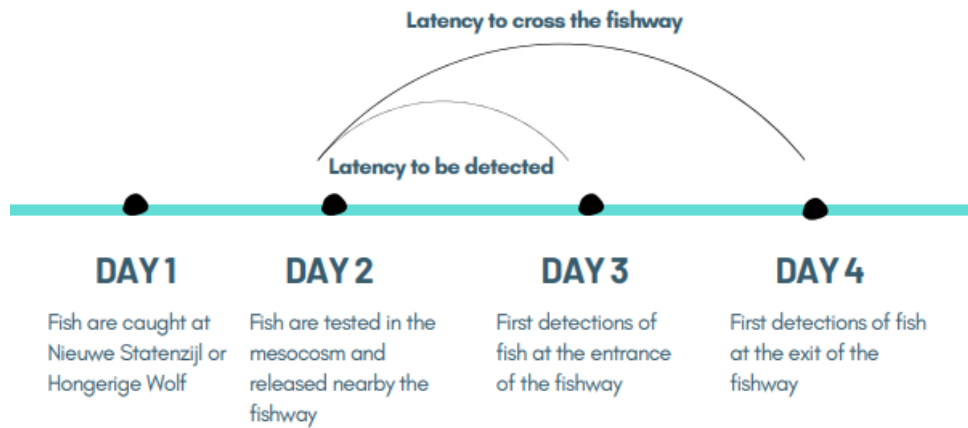 Latency to cross the fishway
Latency to be detected
DAY 1
Fish are caught at
Nieuwe Statenzijl or
Hongerige Wolf
DAY 2
Fish are tested in the
mesocosm and
released nearby the
fishway
DAY 3
First detections of
fish at the entrance
of the fishway
DAY 4
First detections of fish
at the exit of the
fishway